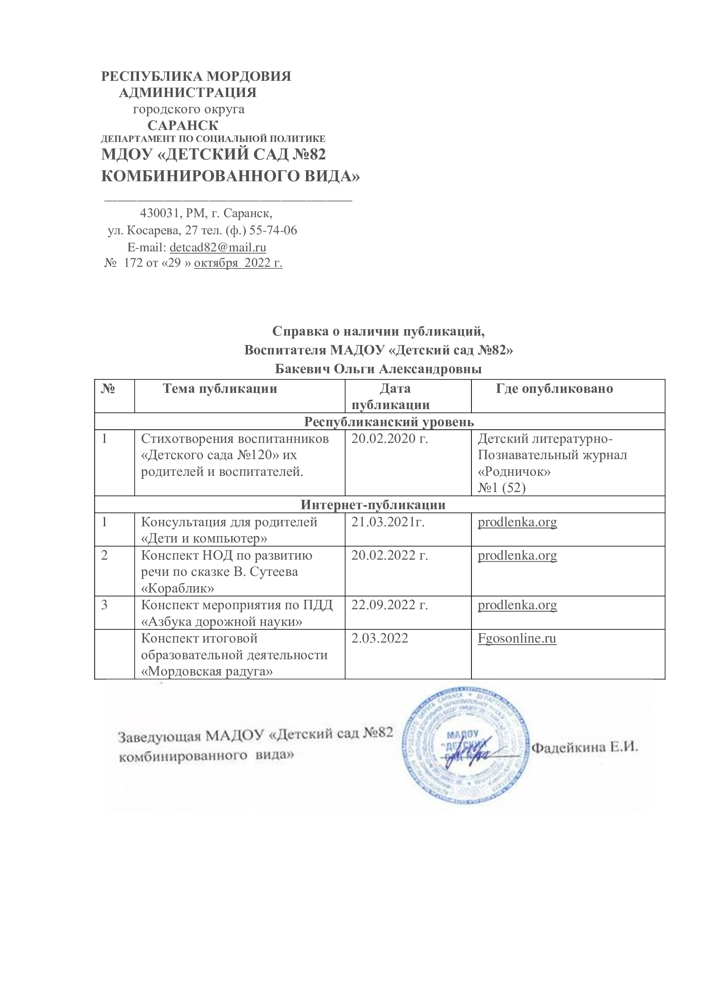 РЕСПУБЛИКА МОРДОВИЯ
АДМИНИСТРАЦИЯ
городского округа
САРАНСК
ДЕПАРТАМЕНТ ПО СОЦИАЛЬНОЙ ПОЛИТИКЕ
МДОУ «ДЕТСКИЙ САД №82
КОМБИНИРОВАННОГО ВИДА»
430031, РМ, г. Саранск,
ул. Косарева, 27 тел. (ф.) 55-74-06
E-mail: detcad82@mail.ru
№ 172 от «29 » октября 2022 г.
Справка о наличии публикаций,
Воспитателя МАДОУ «Детский сад №82»
Бакевич Ольги Александровны
№ Тема публикации Дата Где опубликовано
публикации
Республиканский уровень
1 Стихотворения воспитанников 20.02.2020 г. Детский литературно-
«Детского сада №120» их Познавательный журнал
родителей и воспитателей. «Родничок»
№1 (52)
Интернет-публикации
1 Консультация для родителей 21.03.2021г. prodlenka.org
«Дети и компьютер»
2 Конспект НОД по развитию 20.02.2022 г. prodlenka.org
речи по сказке В. Сутеева
«Кораблик»
3 Конспект мероприятия по ПДД 22.09.2022 г. prodlenka.org
«Азбука дорожной науки»
Конспект итоговой 2.03.2022 Fgosonline.ru
образовательной деятельности
«Мордовская радуга»
Заведующая МАДОУ «Детский сад №82
комбинированного вида»
МАДОУ
"ДЕТСКИЙ
САД
Фадейкина Е.И.